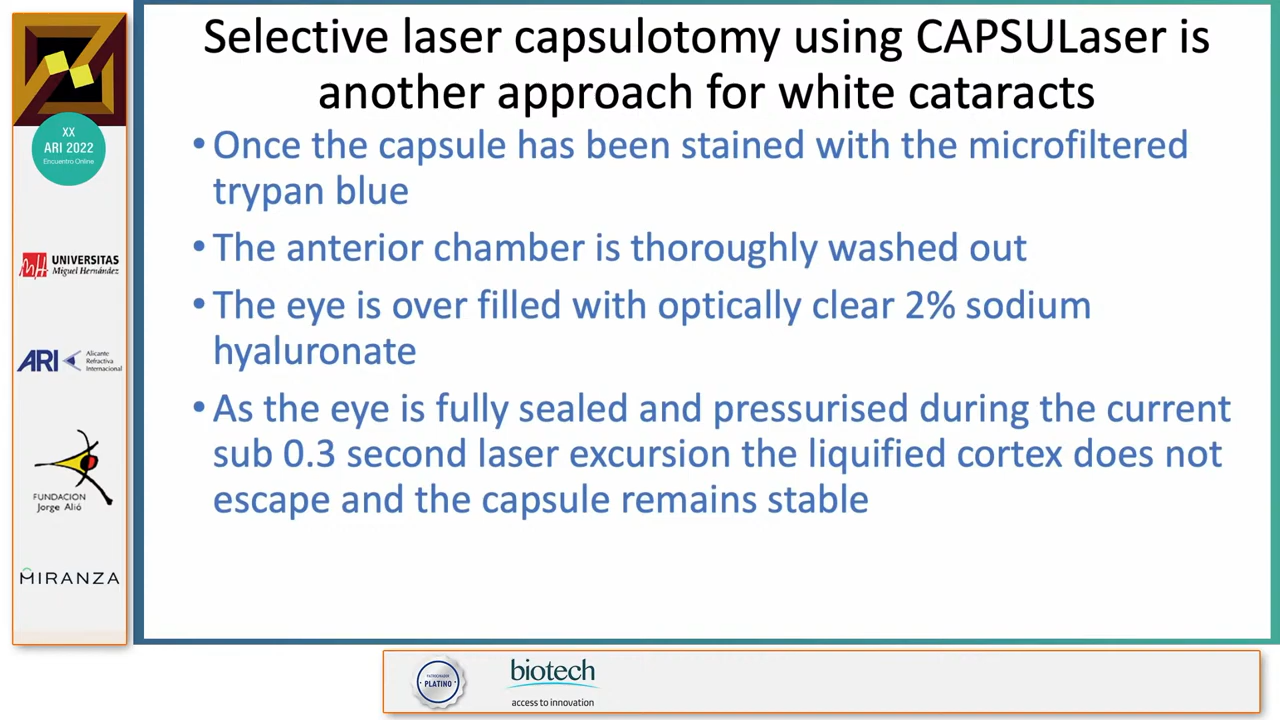 Selective laser capsulotomy using CAPSULaser is
another approach for white cataracts
• Once the capsule has been stained with the microfiltered
trypan blue
• The anterior chamber is thoroughly washed out
• The eye is over filled with optically clear 2% sodium
hyaluronate
• As the eye is fully sealed and pressurised during the current
sub 0.3 second laser excursion the liquified cortex does not
escape and the capsule remains stable
XX
ARI 2022
Encuentro Online
UNIVERSITAS
Miguel Hernández
ARI
Alicante
Refractiva
Internacional
FUNDACION
Jorge Alió
MIRANZA
PATROCINADOR
PLATINO
biotech
access to innovation